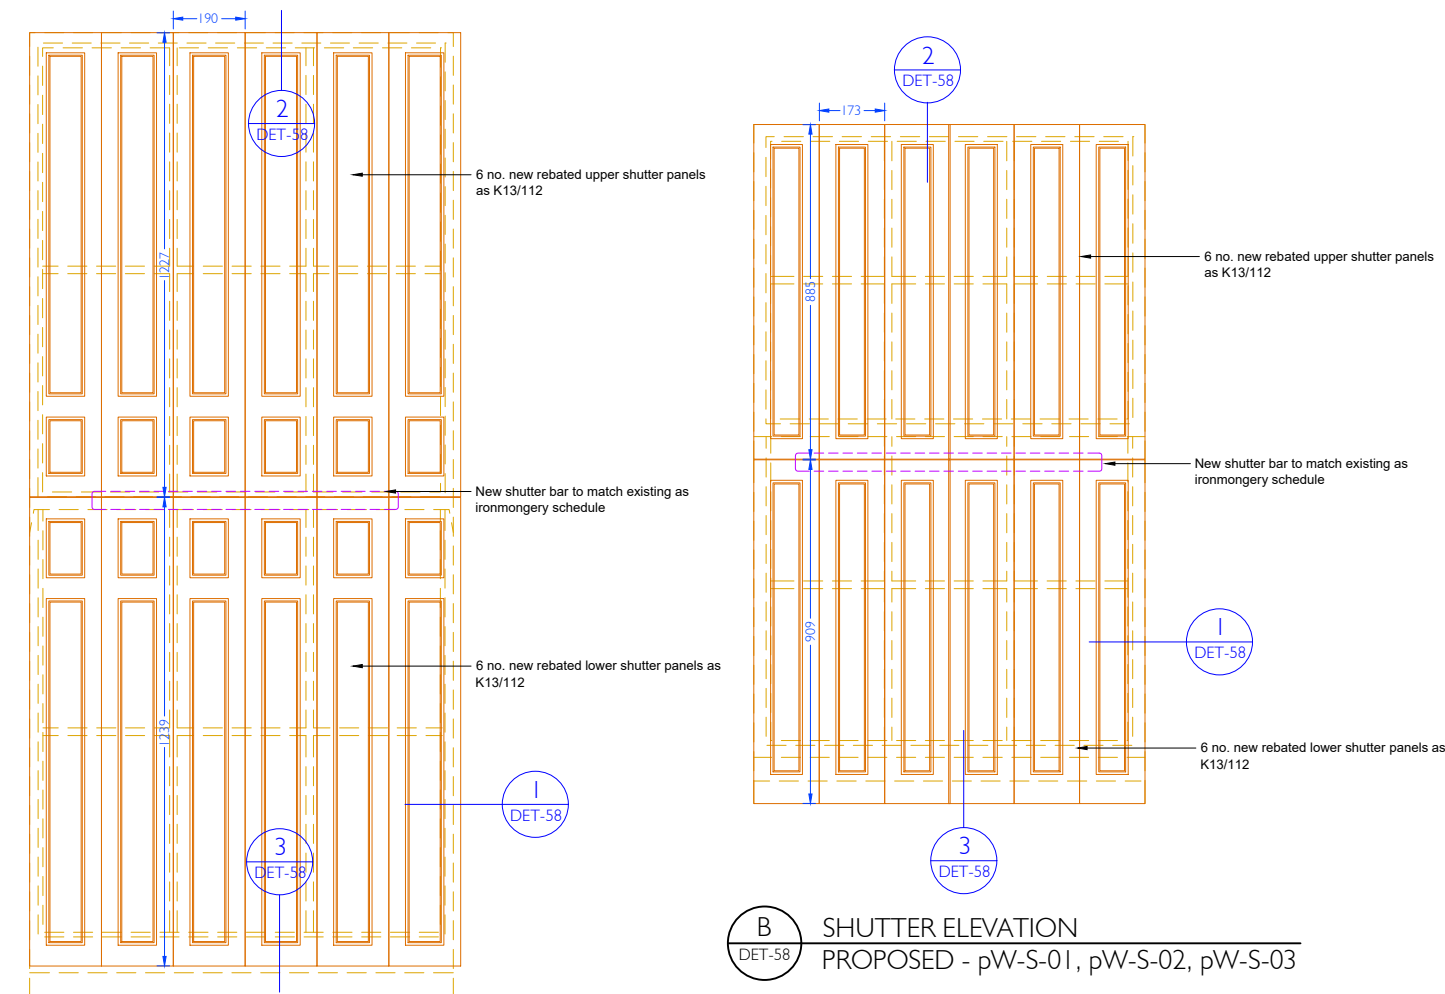 190
2
DET-58
6 no. new rebated upper shutter panels
as K13/112
1227
New shutter bar to match existing as
ironmongery schedule
6 no. new rebated lower shutter panels as
K13/112
1239
1
DET-58
3
DET-58
2
DET-58
173
6 no. new rebated upper shutter panels
as K13/112
885
New shutter bar to match existing as
ironmongery schedule
909
1
DET-58
6 no. new rebated lower shutter panels as
K13/112
3
DET-58
B
DET-58
SHUTTER ELEVATION
PROPOSED - pW-S-01, pW-S-02, pW-S-03